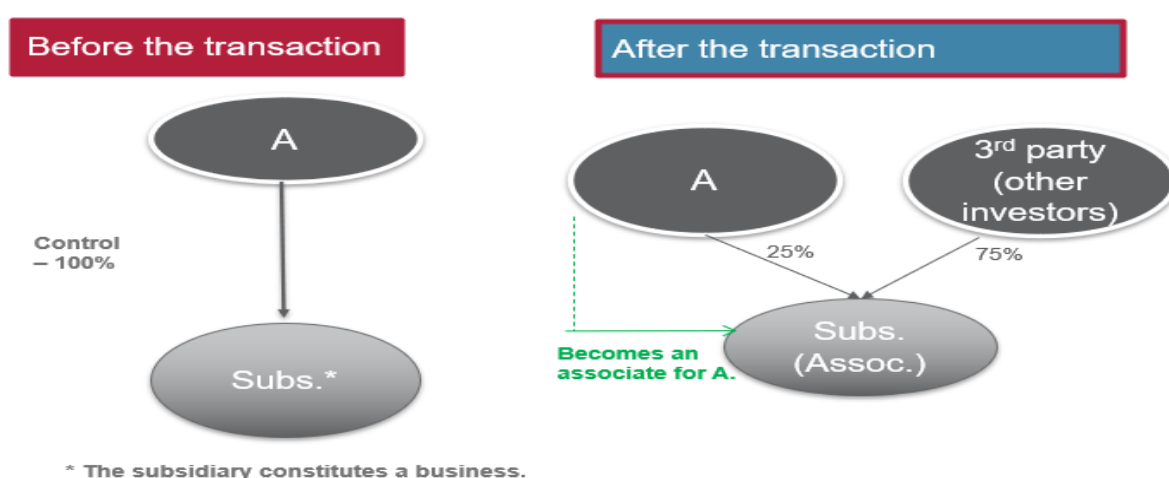 Before the transaction
After the transaction
A
Control
– 100%
Subs.*
* The subsidiary constitutes a business.
A
3rd party
(other
investors)
25%
75%
Becomes an
associate for A.
Subs.
(Assoc.)